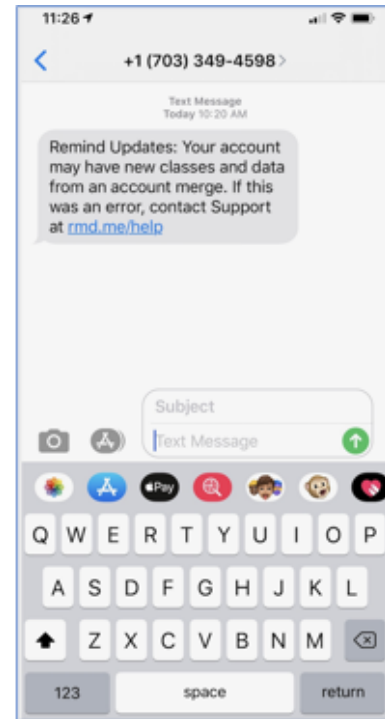 11:26
+1 (703) 349-4598
Text Message
Today 10:20 AM
Remind Updates: Your account
may have new classes and data
from an account merge. If this
was an error, contact Support
at rmd.me/help
Subject
Text Message
Pay
Q W E R T Y U I O P
A S D F G H J K L
Z X C V B N M
123 space return